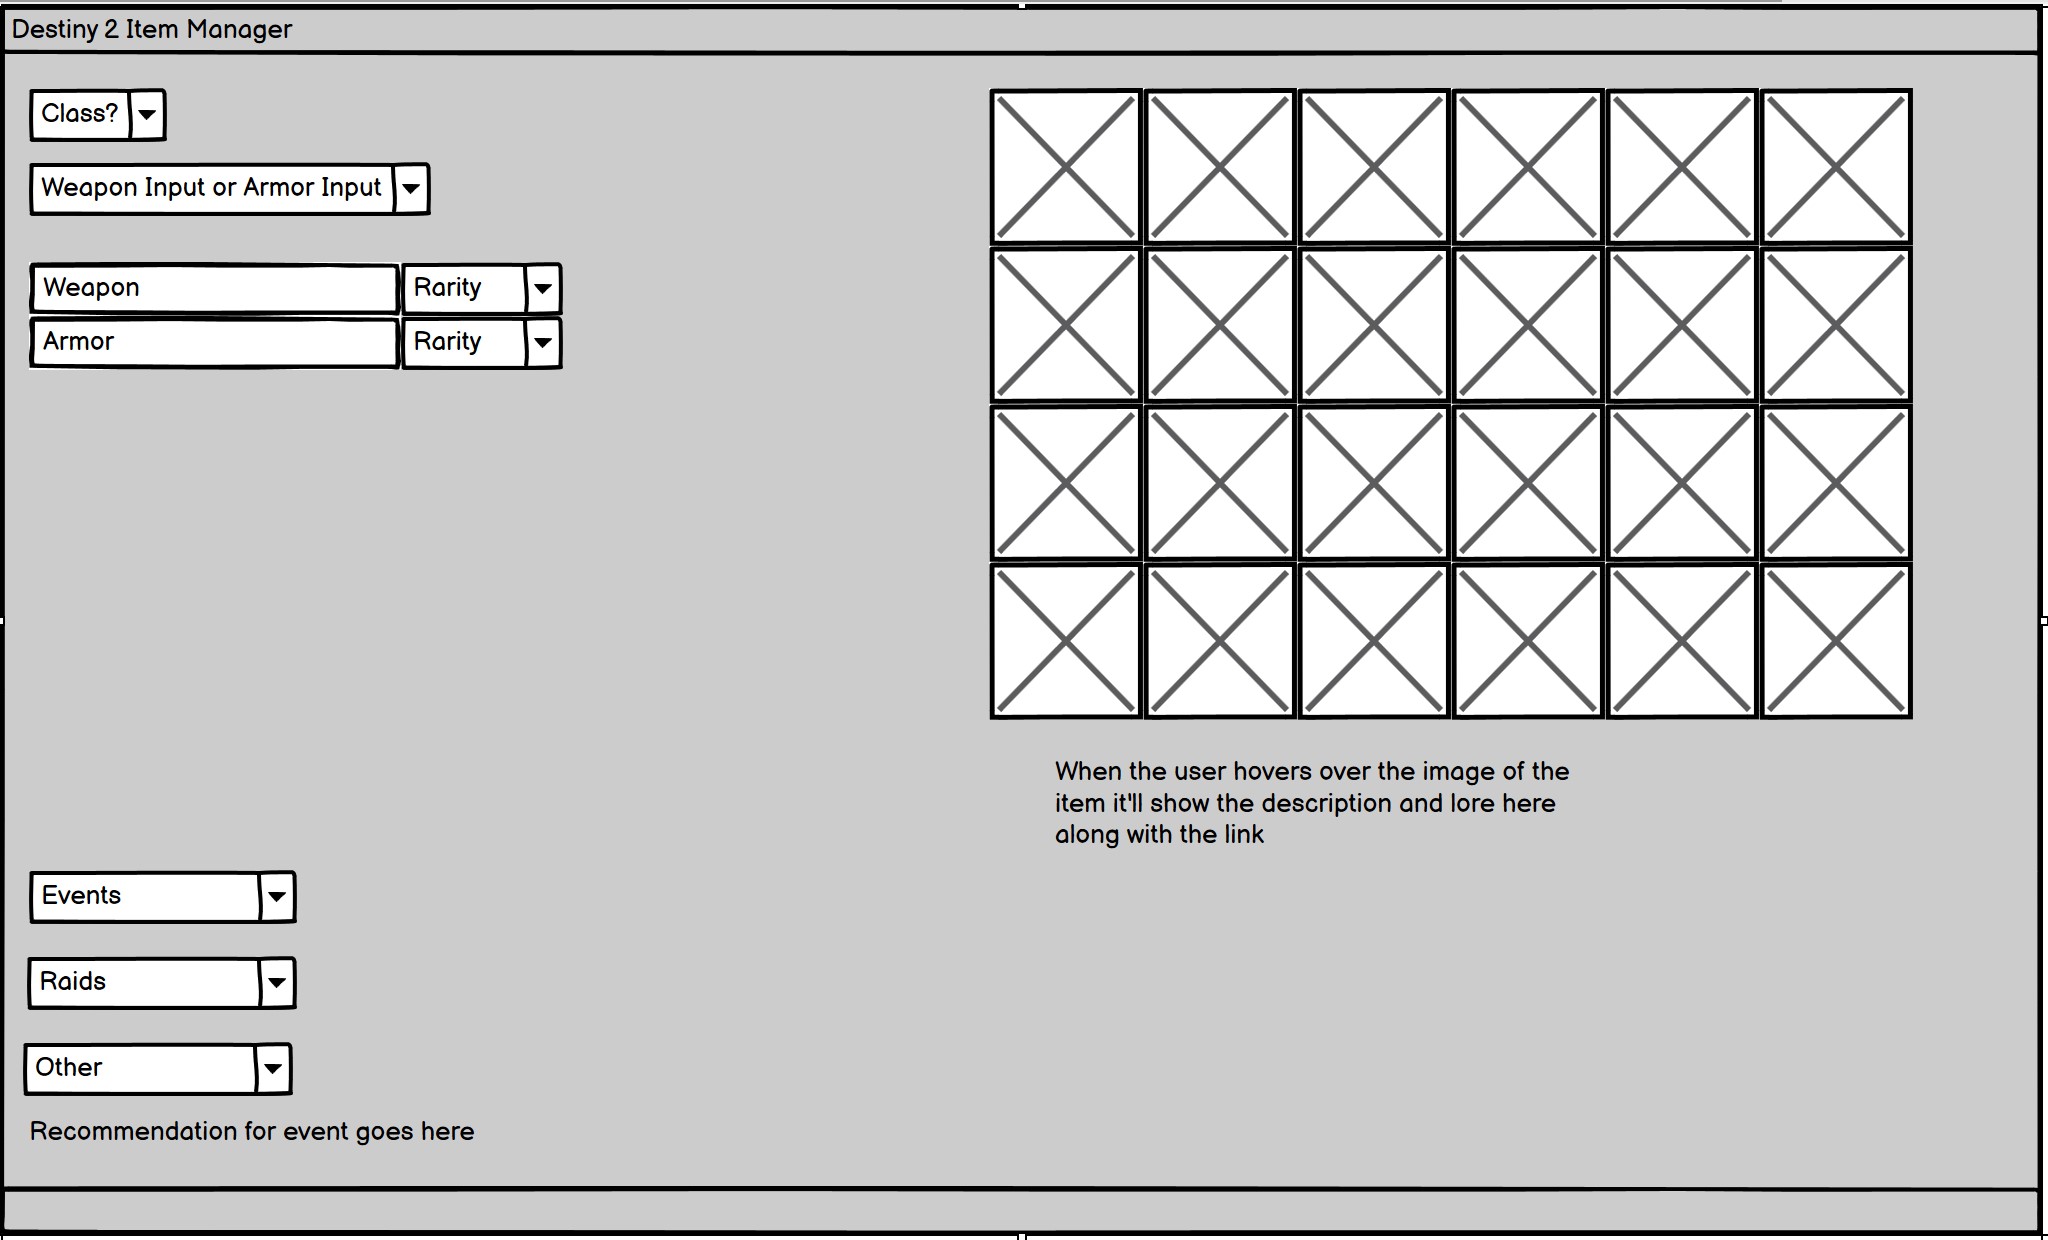 Destiny 2 Item Manager
Class?
Weapon Input or Armor Input
Weapon
Rarity
Armor
Rarity
When the user hovers over the image of the
item it'll show the description and lore here
along with the link
Events
Raids
Other
Recommendation for event goes here